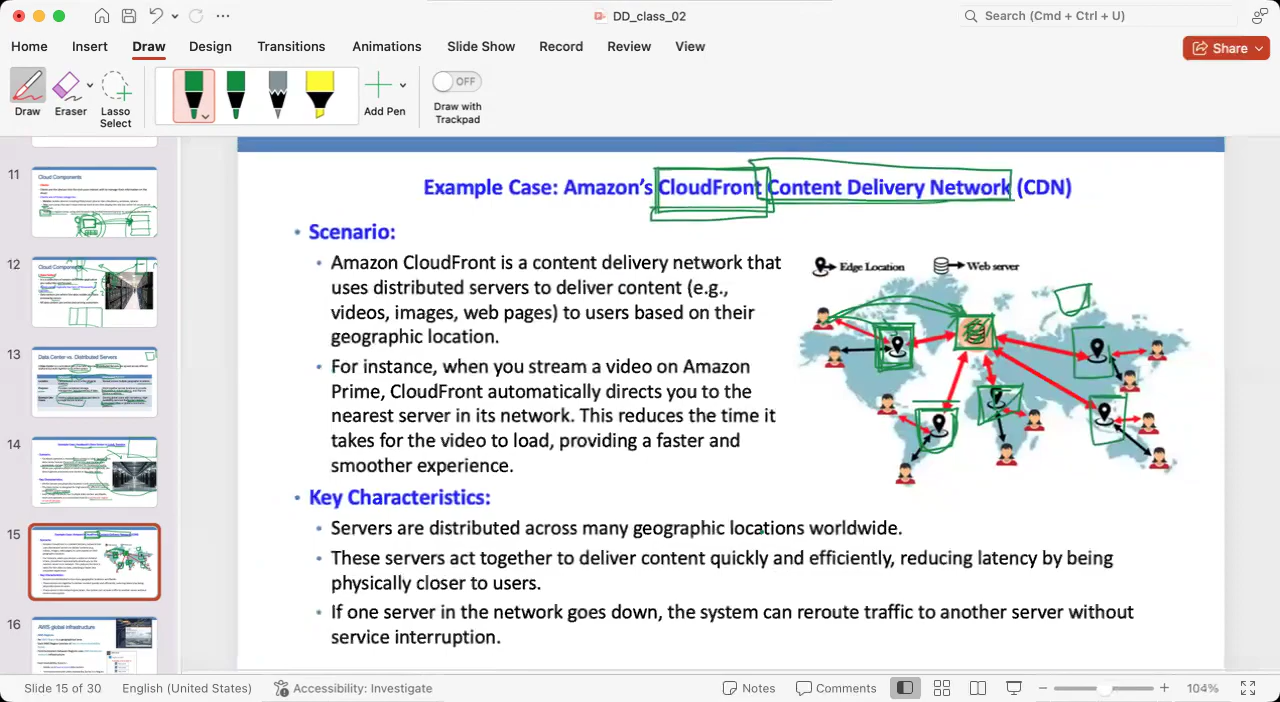 DD_class_02
Search (Cmd + Ctrl + U)
Home
Insert
Draw
Design
Transitions
Animations
Slide Show
Record
Review
View
Share
Draw
Eraser
Lasso
Select
Add Pen
OFF
Draw with
Trackpad
11
Cloud Components
12
Cloud Components
13
Data Center vs. Distributed Servers
14
15
16
AWS global infrastructure
Example Case: Amazon's CloudFront Content Delivery Network (CDN)
• Scenario:
• Amazon CloudFront is a content delivery network that
uses distributed servers to deliver content (e.g.,
videos, images, web pages) to users based on their
geographic location.
• For instance, when you stream a video on Amazon
Prime, CloudFront automatically directs you to the
nearest server in its network. This reduces the time it
takes for the video to load, providing a faster and
smoother experience.
Edge Location
Web server
• Key Characteristics:
• Servers are distributed across many geographic locations worldwide.
• These servers act together to deliver content quickly and efficiently, reducing latency by being
physically closer to users.
• If one server in the network goes down, the system can reroute traffic to another server without
service interruption.
Slide 15 of 30
English (United States)
Accessibility: Investigate
Notes
Comments
104%